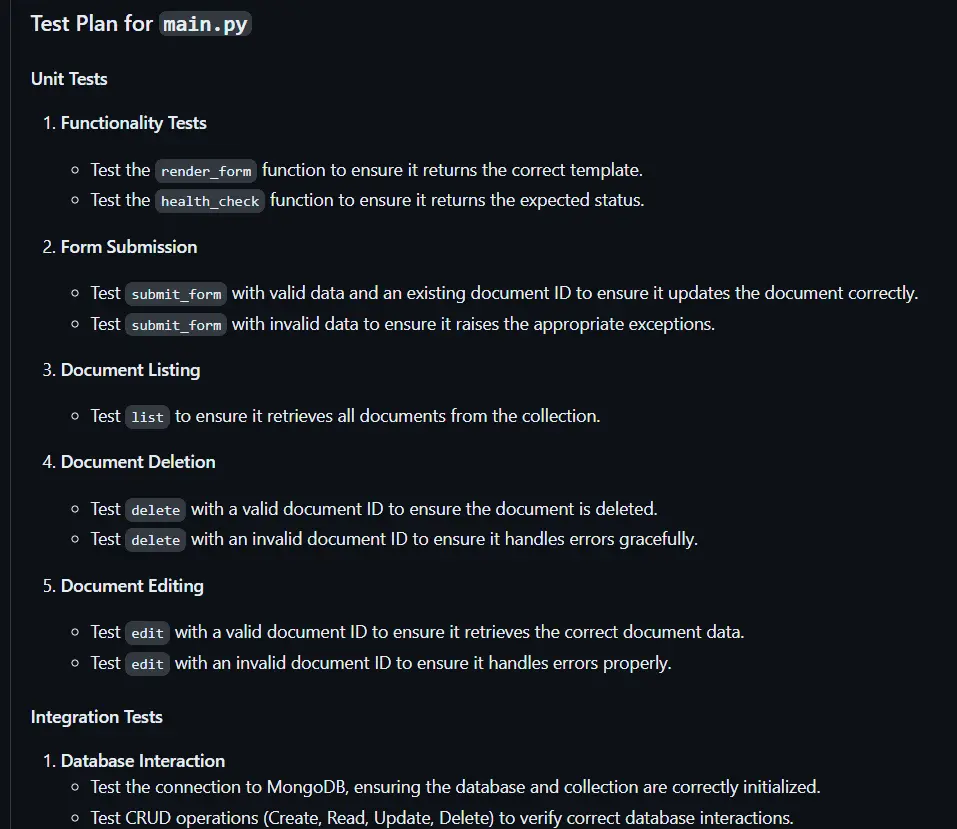 Test Plan for main.py
Unit Tests
1. Functionality Tests
Test the render_form function to ensure it returns the correct template.
Test the health_check function to ensure it returns the expected status.
2. Form Submission
Test submit_form with valid data and an existing document ID to ensure it updates the document correctly.
Test submit_form with invalid data to ensure it raises the appropriate exceptions.
3. Document Listing
Test list to ensure it retrieves all documents from the collection.
4. Document Deletion
Test delete with a valid document ID to ensure the document is deleted.
Test delete with an invalid document ID to ensure it handles errors gracefully.
5. Document Editing
Test edit with a valid document ID to ensure it retrieves the correct document data.
Test edit with an invalid document ID to ensure it handles errors properly.
Integration Tests
1. Database Interaction
Test the connection to MongoDB, ensuring the database and collection are correctly initialized.
Test CRUD operations (Create, Read, Update, Delete) to verify correct database interactions.